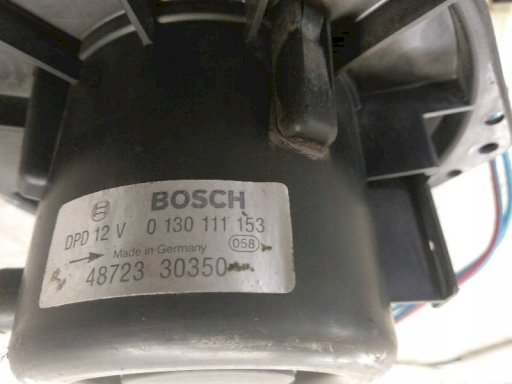 BOSCH
DPD 12 V 0 130 111 153
Made in Germany 058
48723 30350